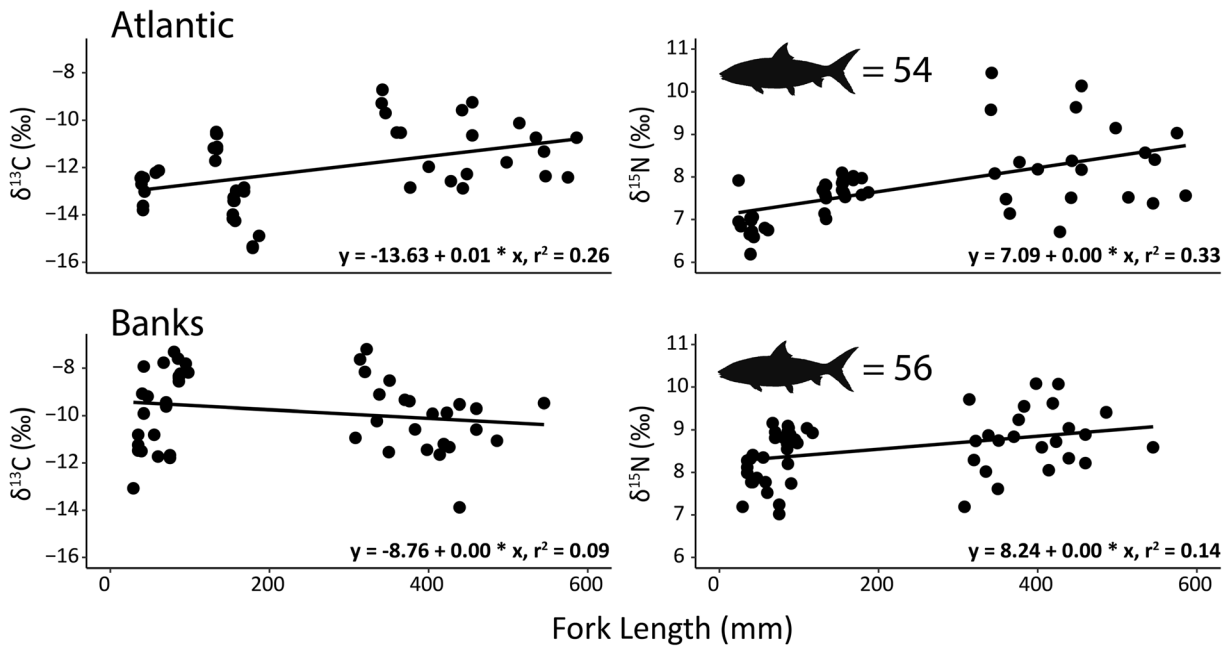 Atlantic
δ¹³C (‰)
−8
−10
−12
−14
−16
y = -13.63 + 0.01 * x, r² = 0.26
δ¹⁵N (‰)
11
10
9
8
7
6
= 54
y = 7.09 + 0.00 * x, r² = 0.33
Banks
δ¹³C (‰)
−8
−10
−12
−14
−16
y = -8.76 + 0.00 * x, r² = 0.09
0 200 400 600
δ¹⁵N (‰)
11
10
9
8
7
6
= 56
y = 8.24 + 0.00 * x, r² = 0.14
0 200 400 600
Fork Length (mm)